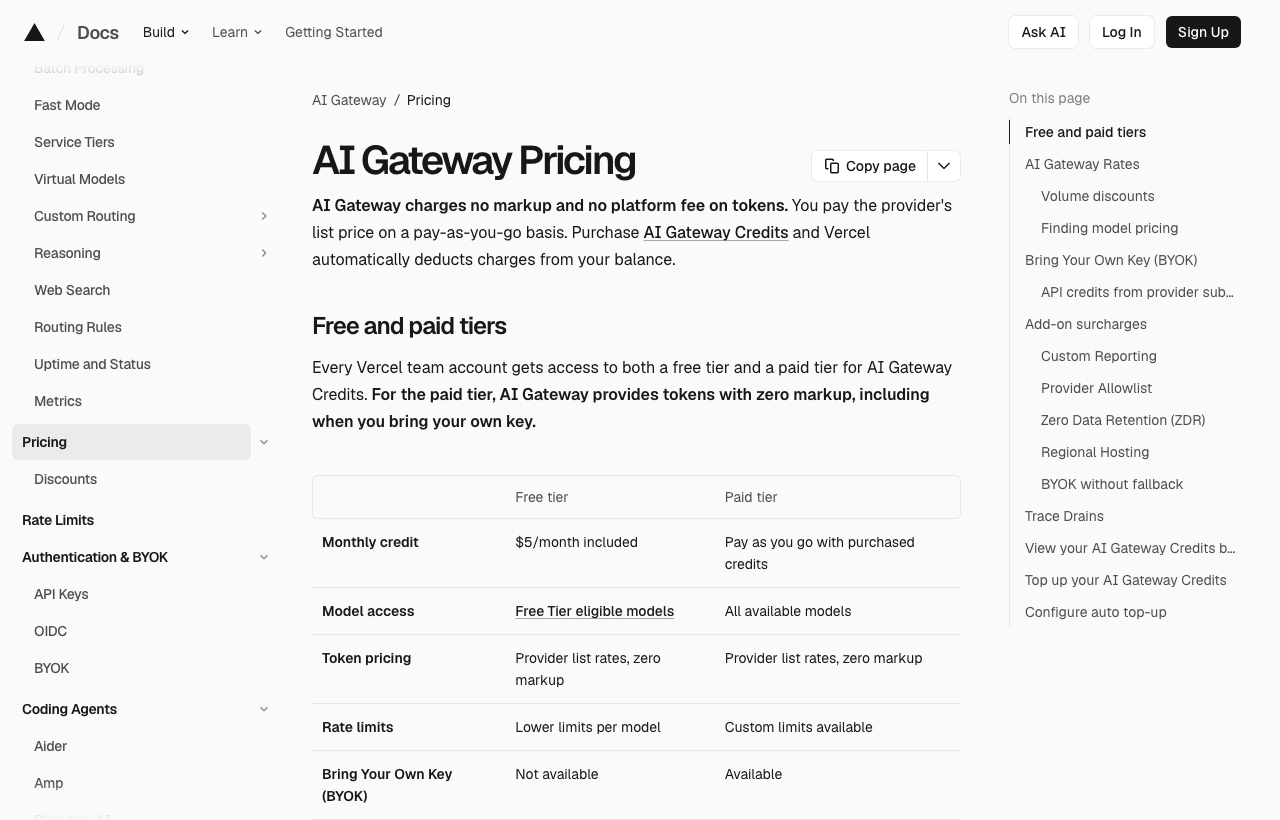 Docs
Build
Learn
Getting Started
Ask AI
Log In
Sign Up
Batch Processing
Fast Mode
Service Tiers
Virtual Models
Custom Routing
Reasoning
Web Search
Routing Rules
Uptime and Status
Metrics
Pricing
Discounts
Rate Limits
Authentication & BYOK
API Keys
OIDC
BYOK
Coding Agents
Aider
Amp
AI Gateway / Pricing
AI Gateway Pricing
Copy page
AI Gateway charges no markup and no platform fee on tokens. You pay the provider's
list price on a pay-as-you-go basis. Purchase AI Gateway Credits and Vercel
automatically deducts charges from your balance.
Free and paid tiers
Every Vercel team account gets access to both a free tier and a paid tier for AI Gateway
Credits. For the paid tier, AI Gateway provides tokens with zero markup, including
when you bring your own key.
Free tier Paid tier
Monthly credit $5/month included Pay as you go with purchased
credits
Model access Free Tier eligible models All available models
Token pricing Provider list rates, zero Provider list rates, zero markup
markup
Rate limits Lower limits per model Custom limits available
Bring Your Own Key Not available Available
(BYOK)
On this page
Free and paid tiers
AI Gateway Rates
Volume discounts
Finding model pricing
Bring Your Own Key (BYOK)
API credits from provider sub…
Add-on surcharges
Custom Reporting
Provider Allowlist
Zero Data Retention (ZDR)
Regional Hosting
BYOK without fallback
Trace Drains
View your AI Gateway Credits b…
Top up your AI Gateway Credits
Configure auto top-up